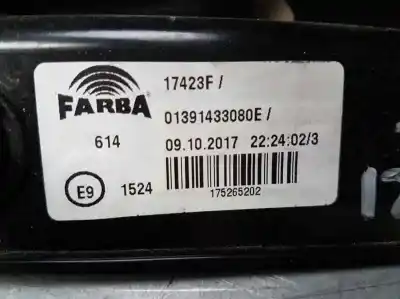 FARBA
614
E9
1524
17423F /
01391433080E /
09.10.2017 22:24:02/3
175265202